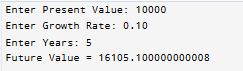 Enter Present Value: 10000
Enter Growth Rate: 0.10
Enter Years: 5
Future Value = 16105.100000000008